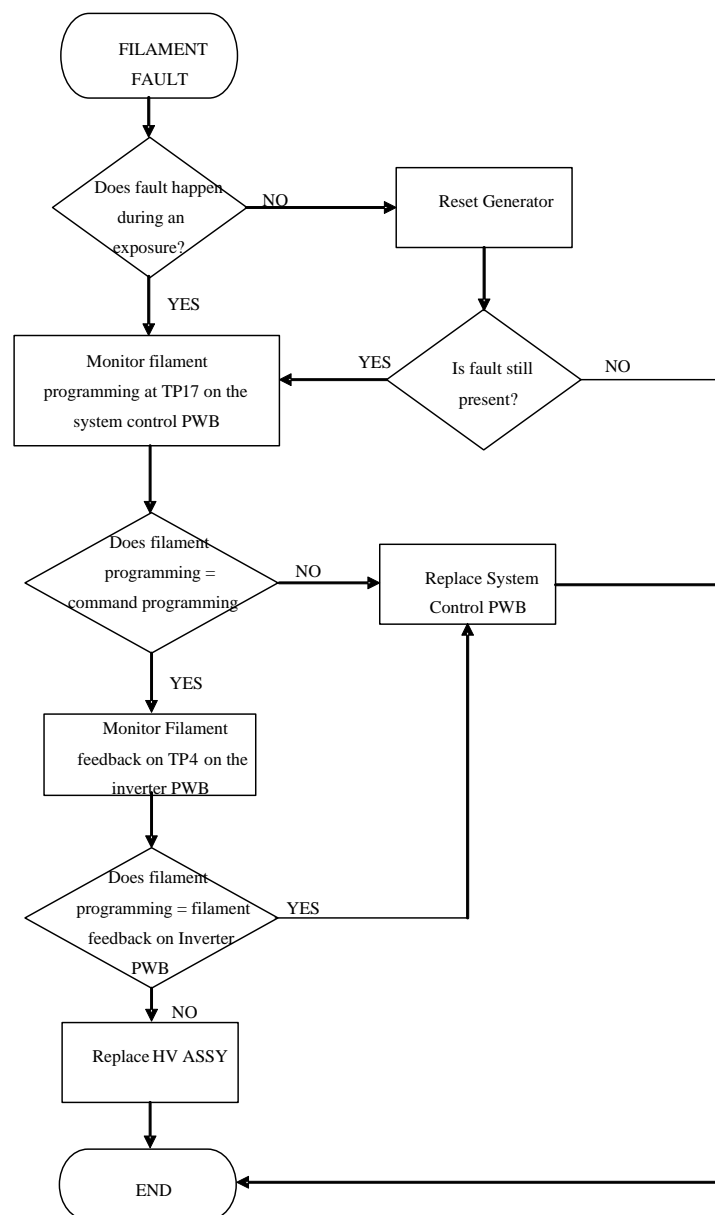 FILAMENT
FAULT
Does fault happen
during an
exposure?
NO
Reset Generator
YES
Monitor filament
programming at TP17 on the
system control PWB
YES
Is fault still
present?
NO
Does filament
programming =
command programming
NO
Replace System
Control PWB
YES
Monitor Filament
feedback on TP4 on the
inverter PWB
Does filament
programming = filament
feedback on Inverter
PWB
YES
NO
Replace HV ASSY
END